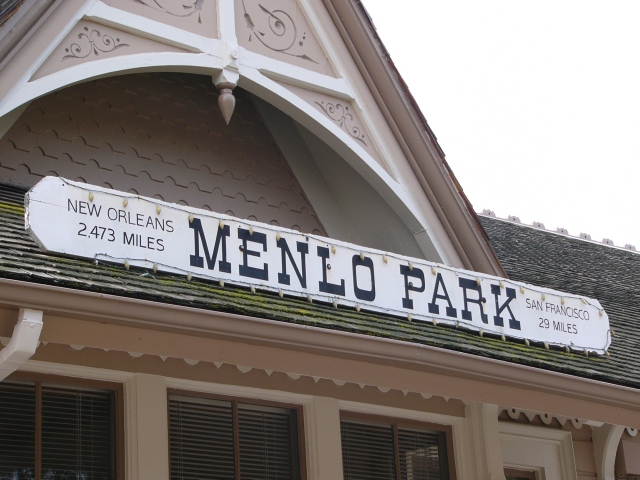 NEW ORLEANS
2.473 MILES
MENLO PARK
SAN FRANCISCO
29 MILES